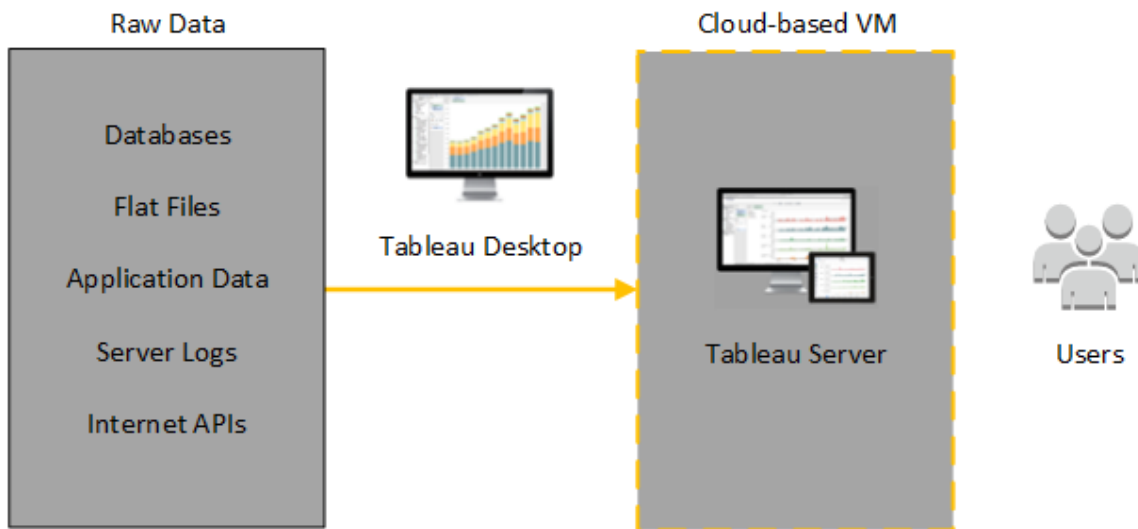 Raw Data
Databases
Flat Files
Application Data
Server Logs
Internet APIs
Tableau Desktop
Cloud-based VM
Tableau Server
Users